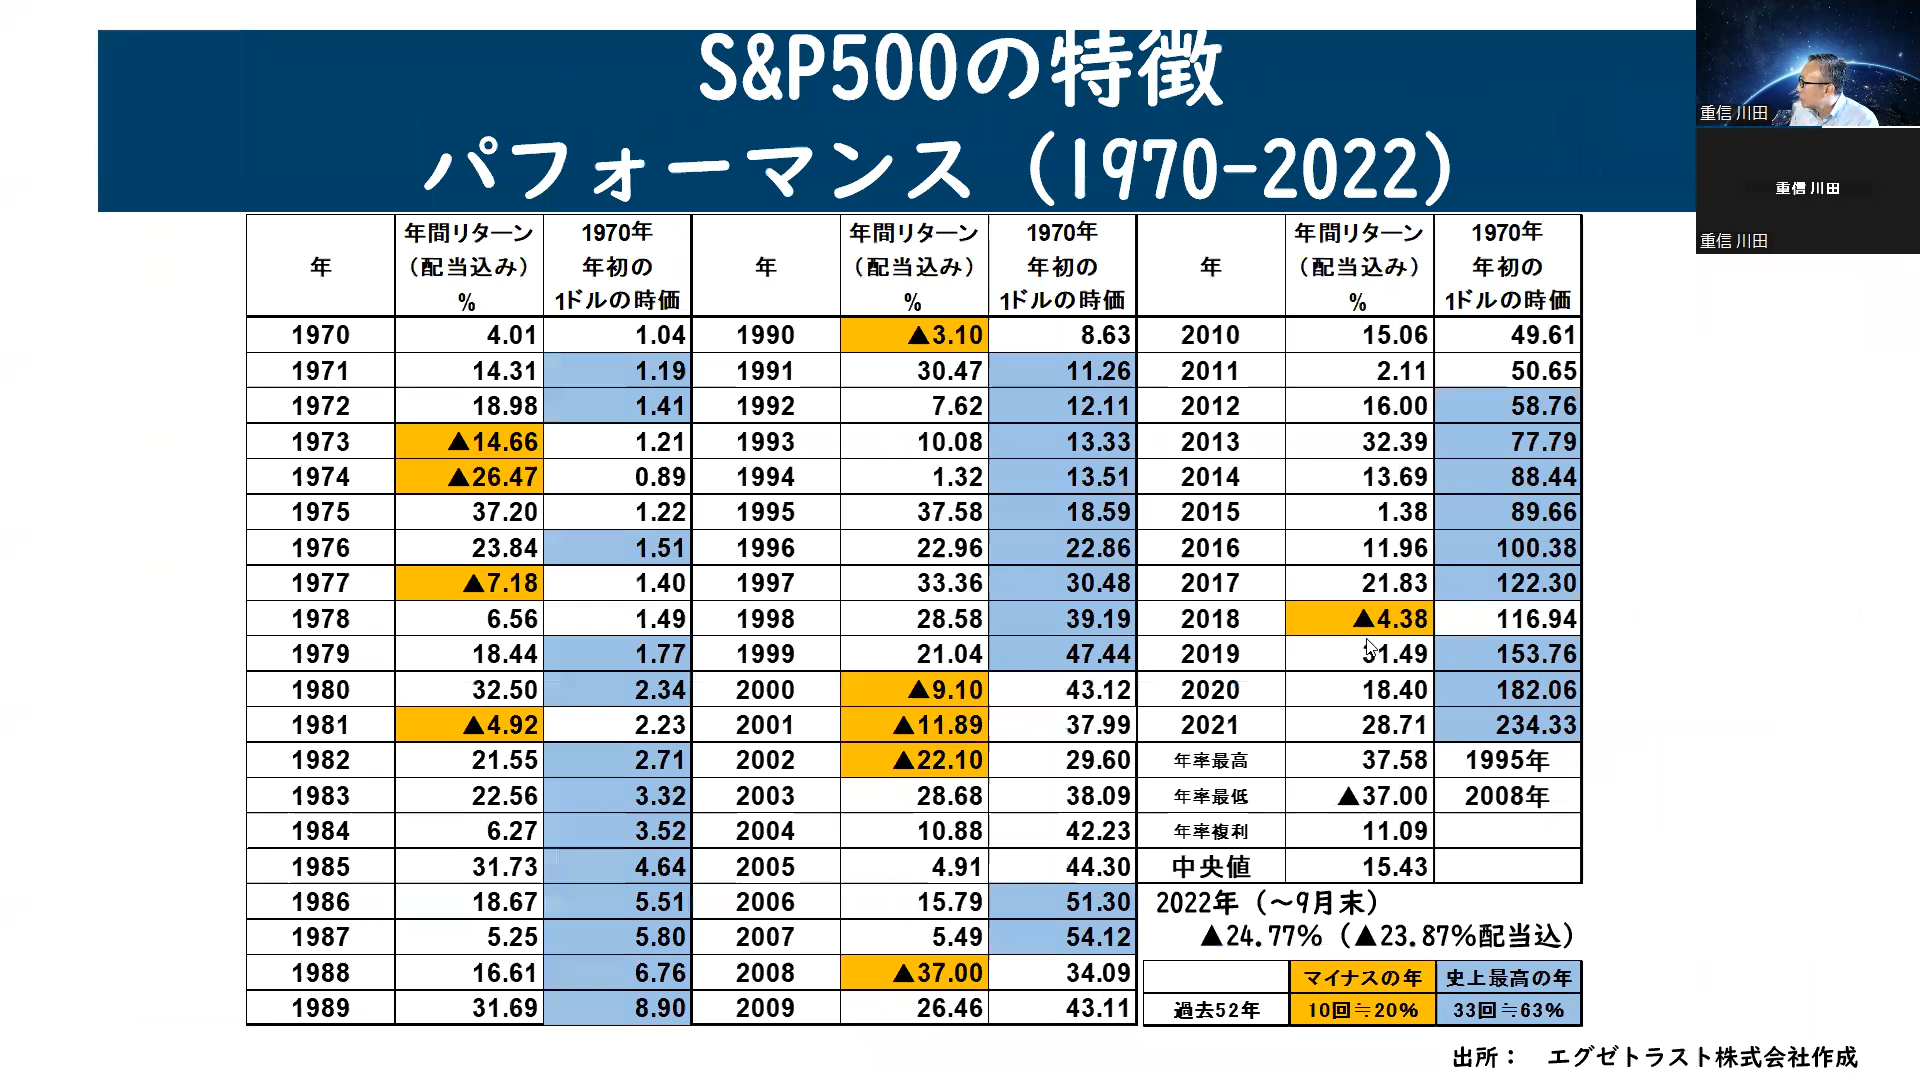 S&P500の特徴
パフォーマンス（1970-2022）
重信 川田
重信 川田
重信 川田
年 年間リターン（配当込み）% 1970年年初の1ドルの時価 年 年間リターン（配当込み）% 1970年年初の1ドルの時価 年 年間リターン（配当込み）% 1970年年初の1ドルの時価
1970 4.01 1.04 1990 ▲3.10 8.63 2010 15.06 49.61
1971 14.31 1.19 1991 30.47 11.26 2011 2.11 50.65
1972 18.98 1.41 1992 7.62 12.11 2012 16.00 58.76
1973 ▲14.66 1.21 1993 10.08 13.33 2013 32.39 77.79
1974 ▲26.47 0.89 1994 1.32 13.51 2014 13.69 88.44
1975 37.20 1.22 1995 37.58 18.59 2015 1.38 89.66
1976 23.84 1.51 1996 22.96 22.86 2016 11.96 100.38
1977 ▲7.18 1.40 1997 33.36 30.48 2017 21.83 122.30
1978 6.56 1.49 1998 28.58 39.19 2018 ▲4.38 116.94
1979 18.44 1.77 1999 21.04 47.44 2019 31.49 153.76
1980 32.50 2.34 2000 ▲9.10 43.12 2020 18.40 182.06
1981 ▲4.92 2.23 2001 ▲11.89 37.99 2021 28.71 234.33
1982 21.55 2.71 2002 ▲22.10 29.60 年率最高 37.58 1995年
1983 22.56 3.32 2003 28.68 38.09 年率最低 ▲37.00 2008年
1984 6.27 3.52 2004 10.88 42.23 年率複利 11.09
1985 31.73 4.64 2005 4.91 44.30 中央値 15.43
1986 18.67 5.51 2006 15.79 51.30 2022年（～9月末）
1987 5.25 5.80 2007 5.49 54.12 ▲24.77%（▲23.87%配当込）
1988 16.61 6.76 2008 ▲37.00 34.09 マイナスの年 史上最高の年
1989 31.69 8.90 2009 26.46 43.11 過去52年 10回≒20% 33回≒63%
出所：　エグゼトラスト株式会社作成